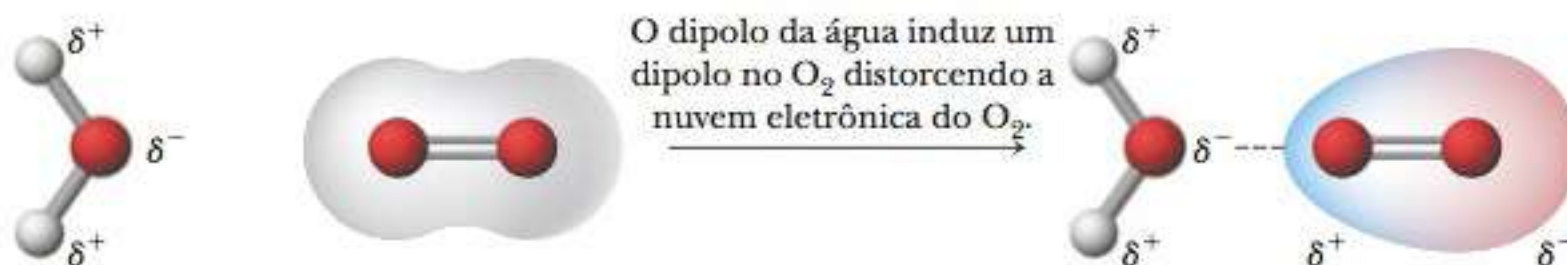 δ+
δ−
δ+
O dipolo da água induz um
dipolo no O2 distorcendo a
nuvem eletrônica do O2.
δ+
δ−
δ+
δ+
δ−